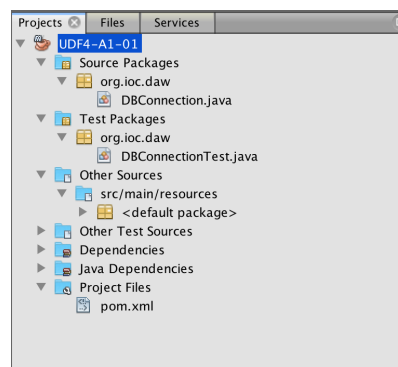 Projects Files Services
UDF4-A1-01
Source Packages
org.ioc.daw
DBConnection.java
Test Packages
org.ioc.daw
DBConnectionTest.java
Other Sources
src/main/resources
<default package>
Other Test Sources
Dependencies
Java Dependencies
Project Files
pom.xml